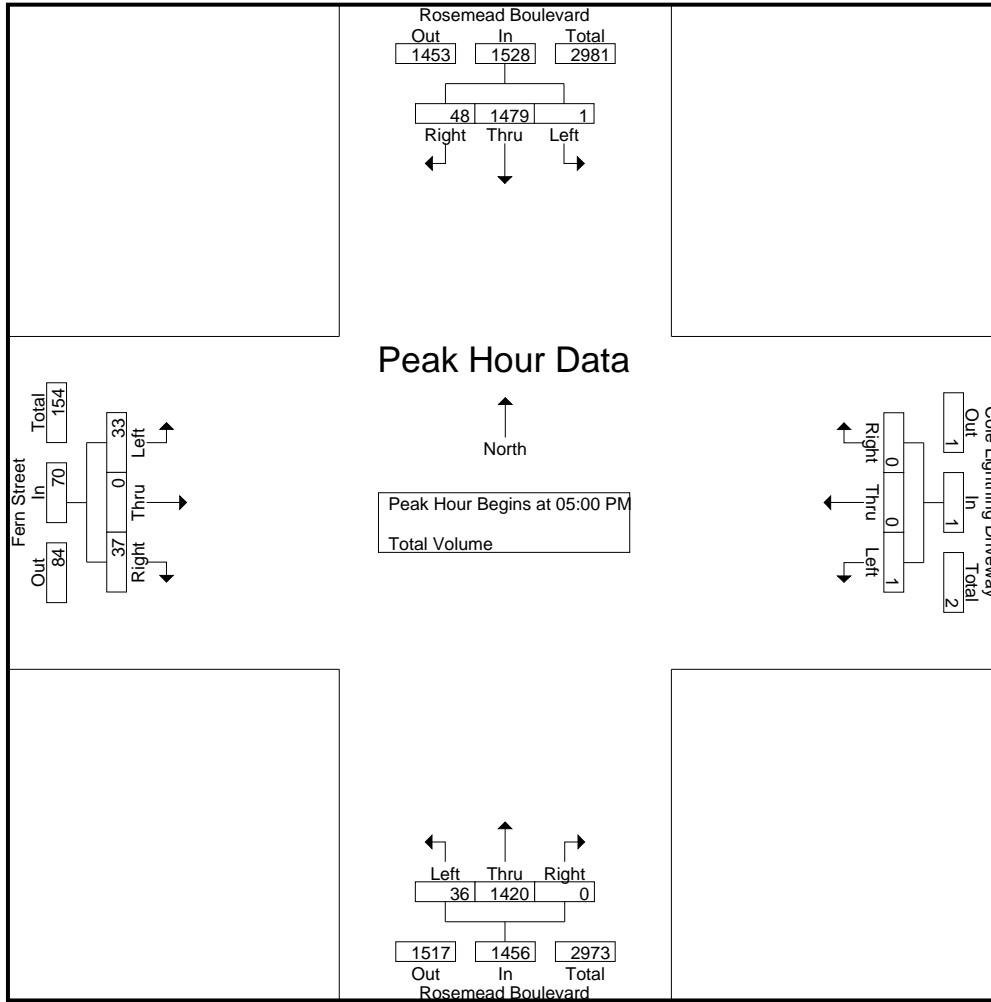 Rosemead Boulevard
Out In Total
1453 1528 2981
48 1479 1
Right Thru Left
Peak Hour Data
North
Peak Hour Begins at 05:00 PM
Total Volume
Fern Street
Out In Total
84 70 154
37 0 33
Right Thru Left
Cole Lightning Driveway
Out In Total
1 1 2
0 0 1
Right Thru Left
Left Thru Right
36 1420 0
1517 1456 2973
Out In Total
Rosemead Boulevard